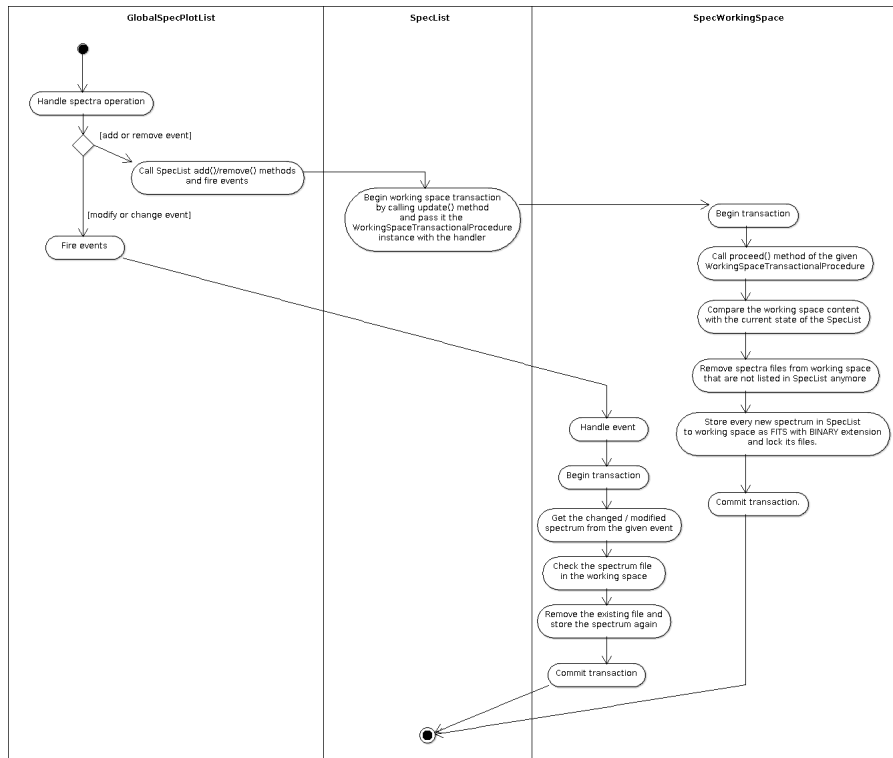 GlobalSpecPlotList
SpecList
SpecWorkingSpace
Handle spectra operation
[add or remove event]
Call SpecList add()/remove() methods
and fire events
[modify or change event]
Fire events
Begin working space transaction
by calling update() method
and pass it the
WorkingSpaceTransactionalProcedure
instance with the handler
Begin transaction
Call proceed() method of the given
WorkingSpaceTransactionalProcedure
Compare the working space content
with the current state of the SpecList
Remove spectra files from working space
that are not listed in SpecList anymore
Store every new spectrum in SpecList
to working space as FITS with BINARY extension
and lock its files.
Commit transaction.
Handle event
Begin transaction
Get the changed / modified
spectrum from the given event
Check the spectrum file
in the working space
Remove the existing file and
store the spectrum again
Commit transaction